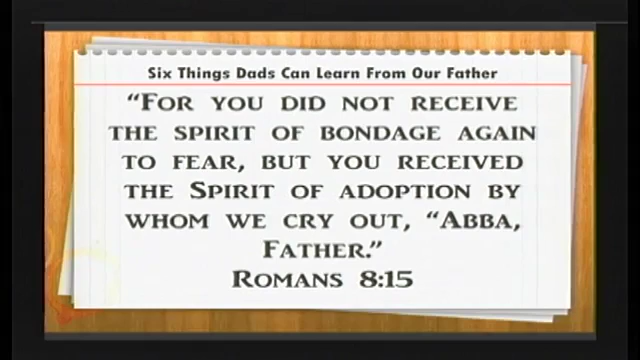 Six Things Dads Can Learn From Our Father
“For you did not receive
the spirit of bondage again
to fear, but you received
the Spirit of adoption by
whom we cry out, “Abba,
Father.”
Romans 8:15